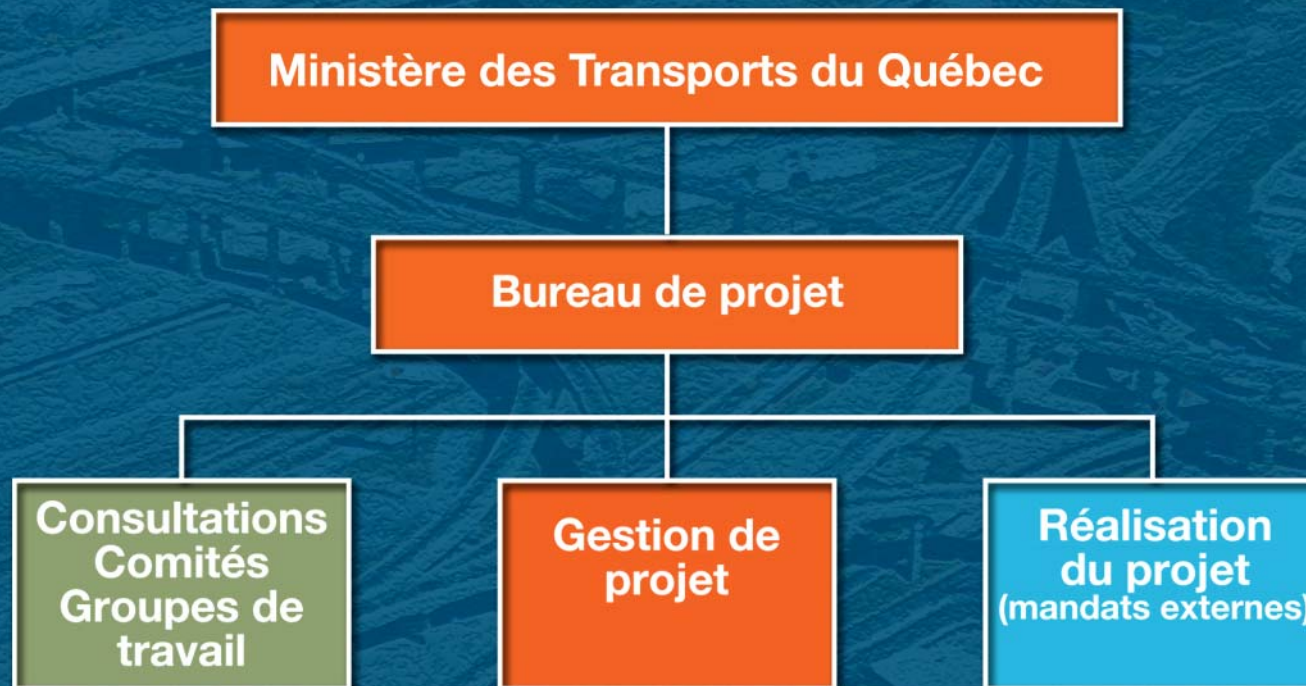 Ministère des Transports du Québec
Bureau de projet
Consultations
Comités
Groupes de
travail
Gestion de
projet
Réalisation
du projet
(mandats externes)